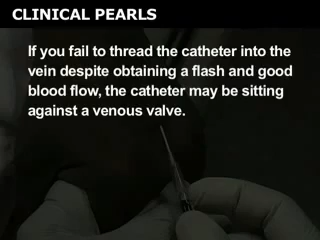 CLINICAL PEARLS
If you fail to thread the catheter into the
vein despite obtaining a flash and good
blood flow, the catheter may be sitting
against a venous valve.